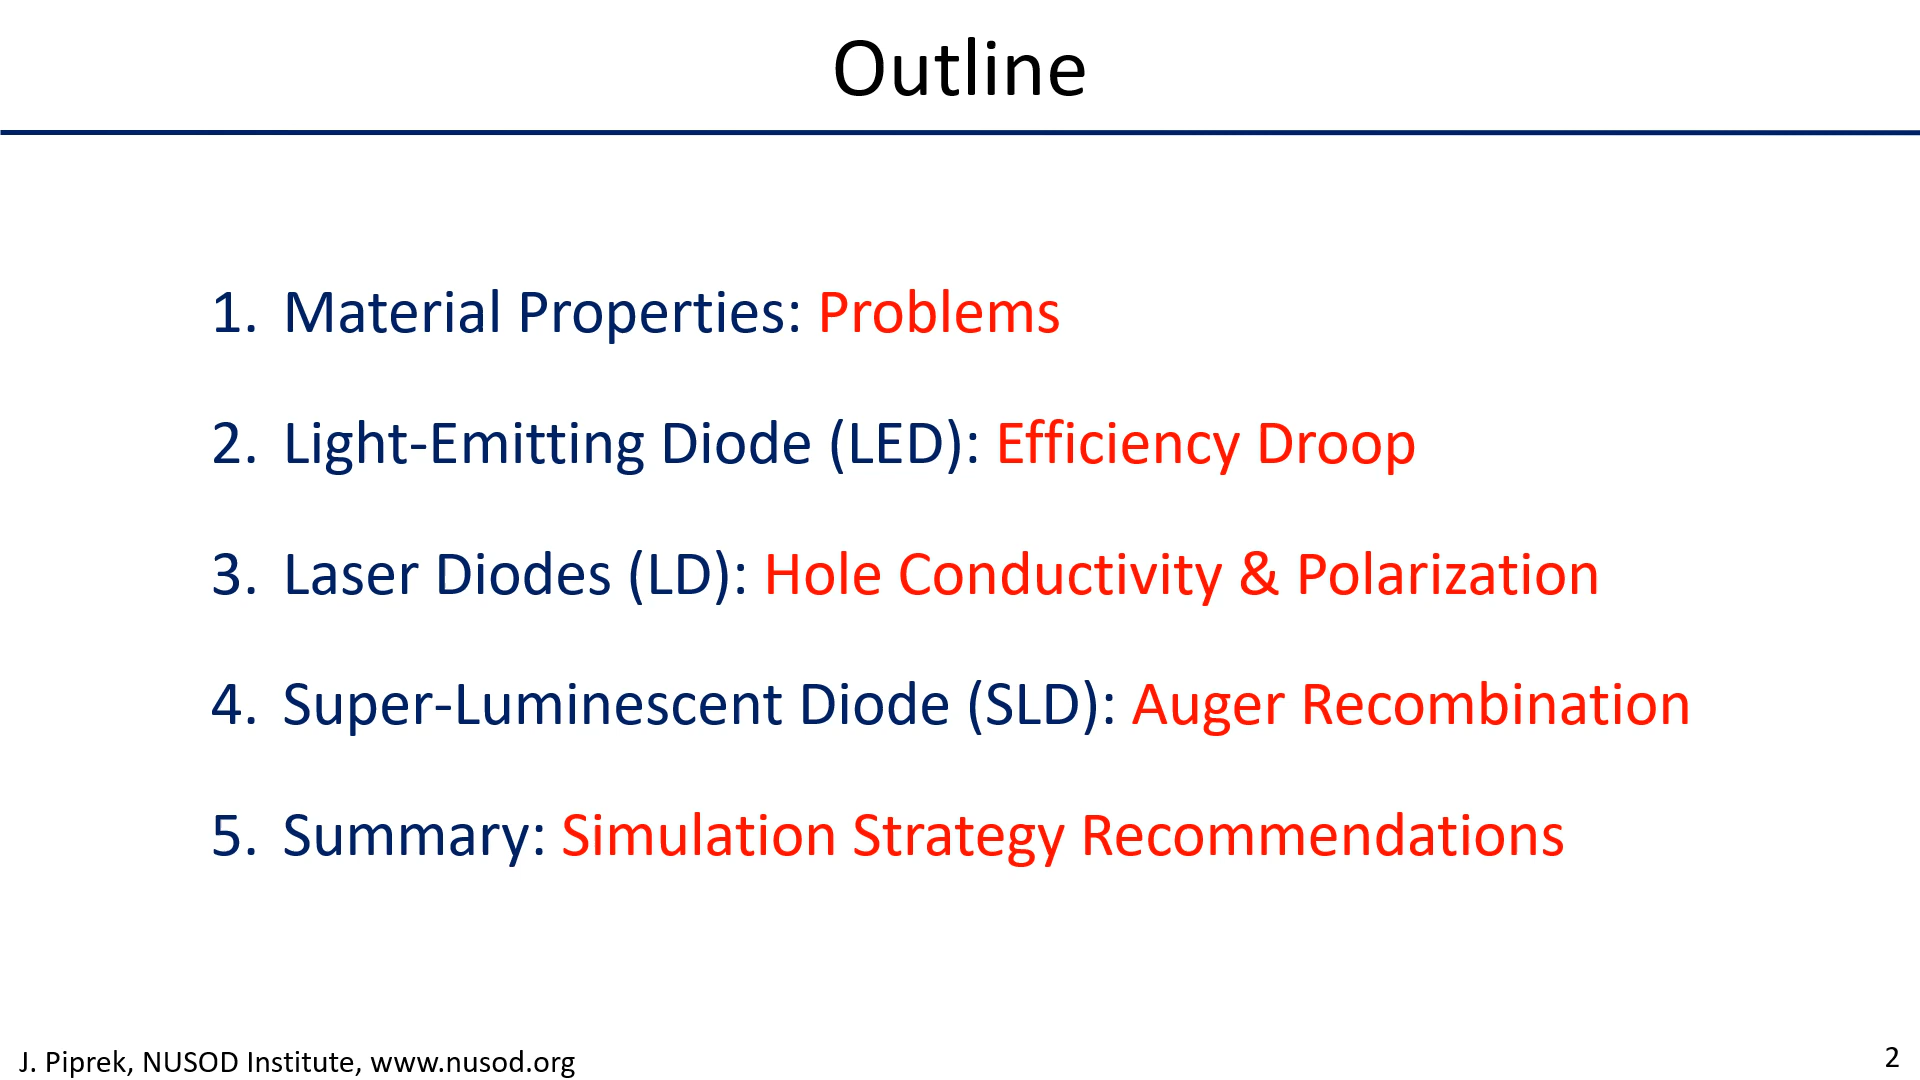 Outline
1. Material Properties: Problems
2. Light-Emitting Diode (LED): Efficiency Droop
3. Laser Diodes (LD): Hole Conductivity & Polarization
4. Super-Luminescent Diode (SLD): Auger Recombination
5. Summary: Simulation Strategy Recommendations
J. Piprek, NUSOD Institute, www.nusod.org
2